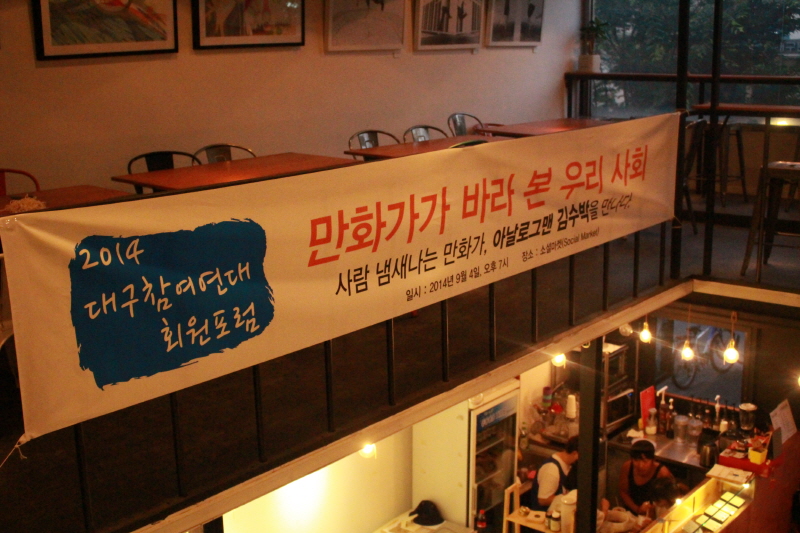 2014
대구참여연대
회원포럼
만화가가 바라 본 우리 사회
사람 냄새나는 만화가, 아날로그맨 김수박을 만나다.
일시 : 2014년 9월 4일, 오후 7시 장소 : 소셜마켓(Social Market)